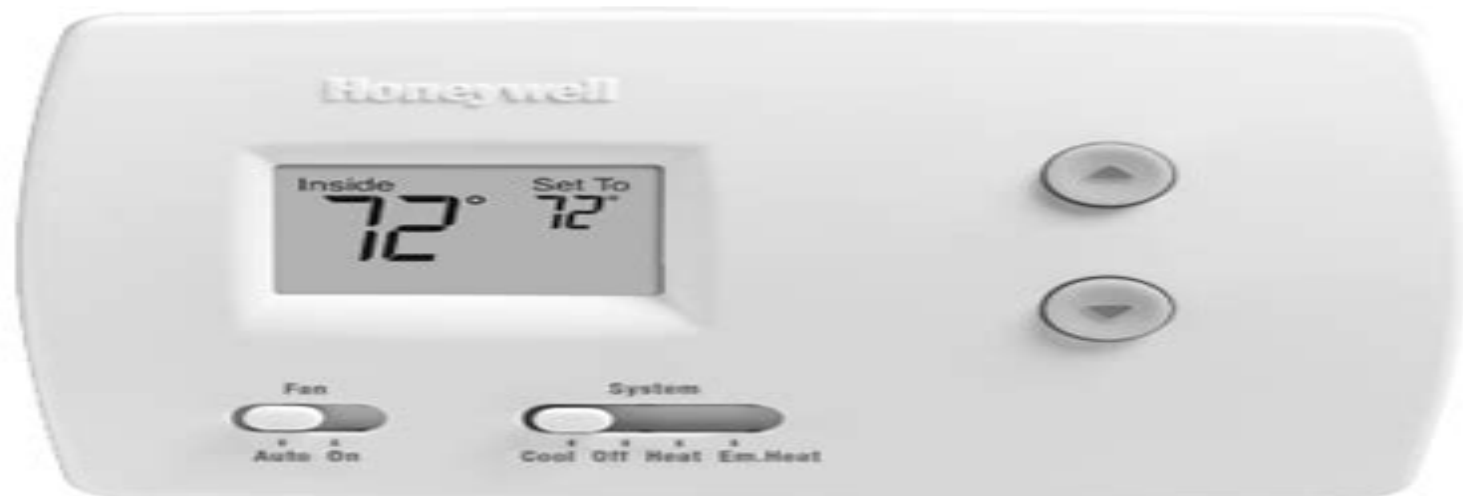 Honeywell
Inside Set To
72° 72°
Fan System
Auto On Cool Off Heat Em.Heat